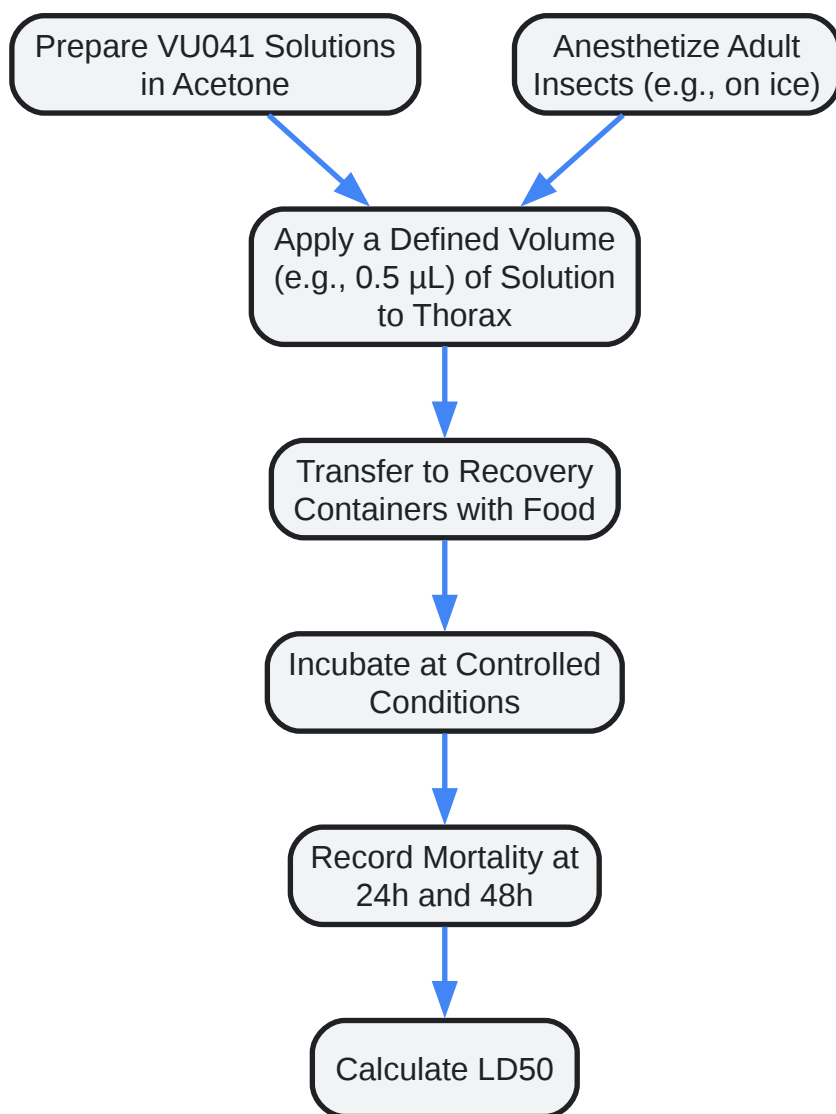 Prepare VU041 Solutions
in Acetone
Anesthetize Adult
Insects (e.g., on ice)
Apply a Defined Volume
(e.g., 0.5 µL) of Solution
to Thorax
Transfer to Recovery
Containers with Food
Incubate at Controlled
Conditions
Record Mortality at
24h and 48h
Calculate LD50